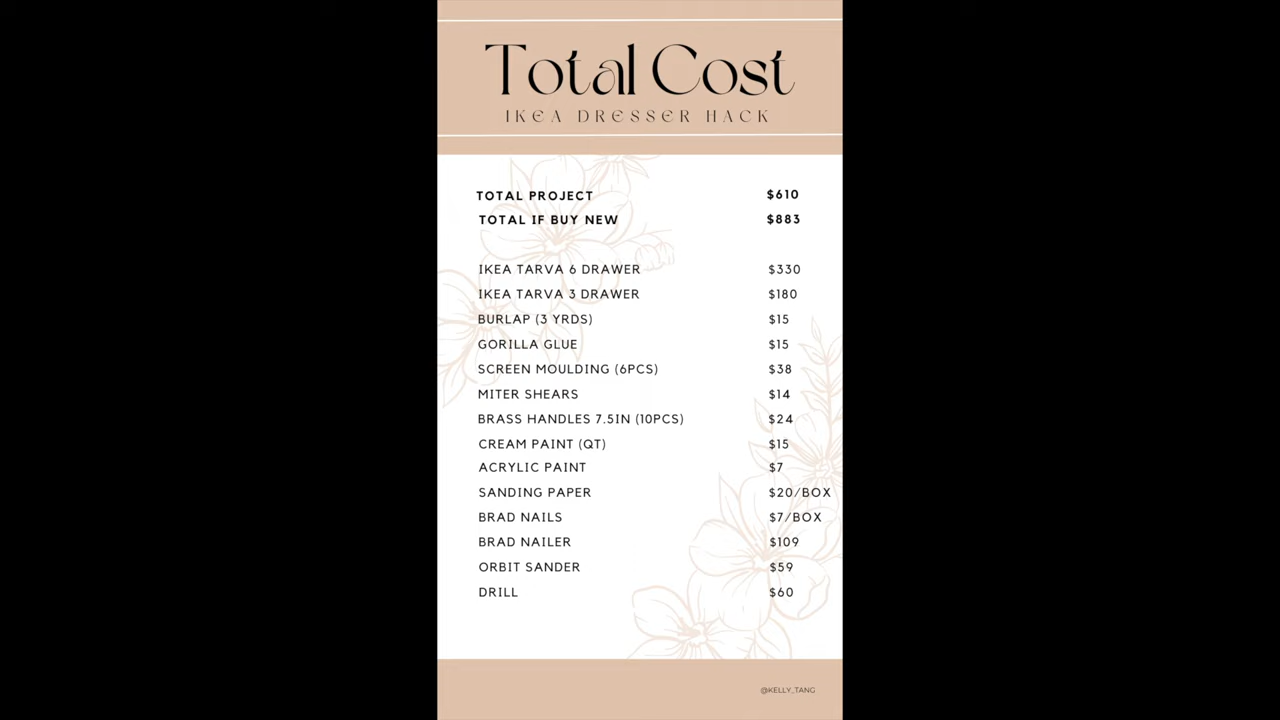 Total Cost
IKEA DRESSER HACK
TOTAL PROJECT $610
TOTAL IF BUY NEW $883
IKEA TARVA 6 DRAWER $330
IKEA TARVA 3 DRAWER $180
BURLAP (3 YRDS) $15
GORILLA GLUE $15
SCREEN MOULDING (6PCS) $38
MITER SHEARS $14
BRASS HANDLES 7.5IN (10PCS) $24
CREAM PAINT (QT) $15
ACRYLIC PAINT $7
SANDING PAPER $20/BOX
BRAD NAILS $7/BOX
BRAD NAILER $109
ORBIT SANDER $59
DRILL $60
@KELLY_TANG